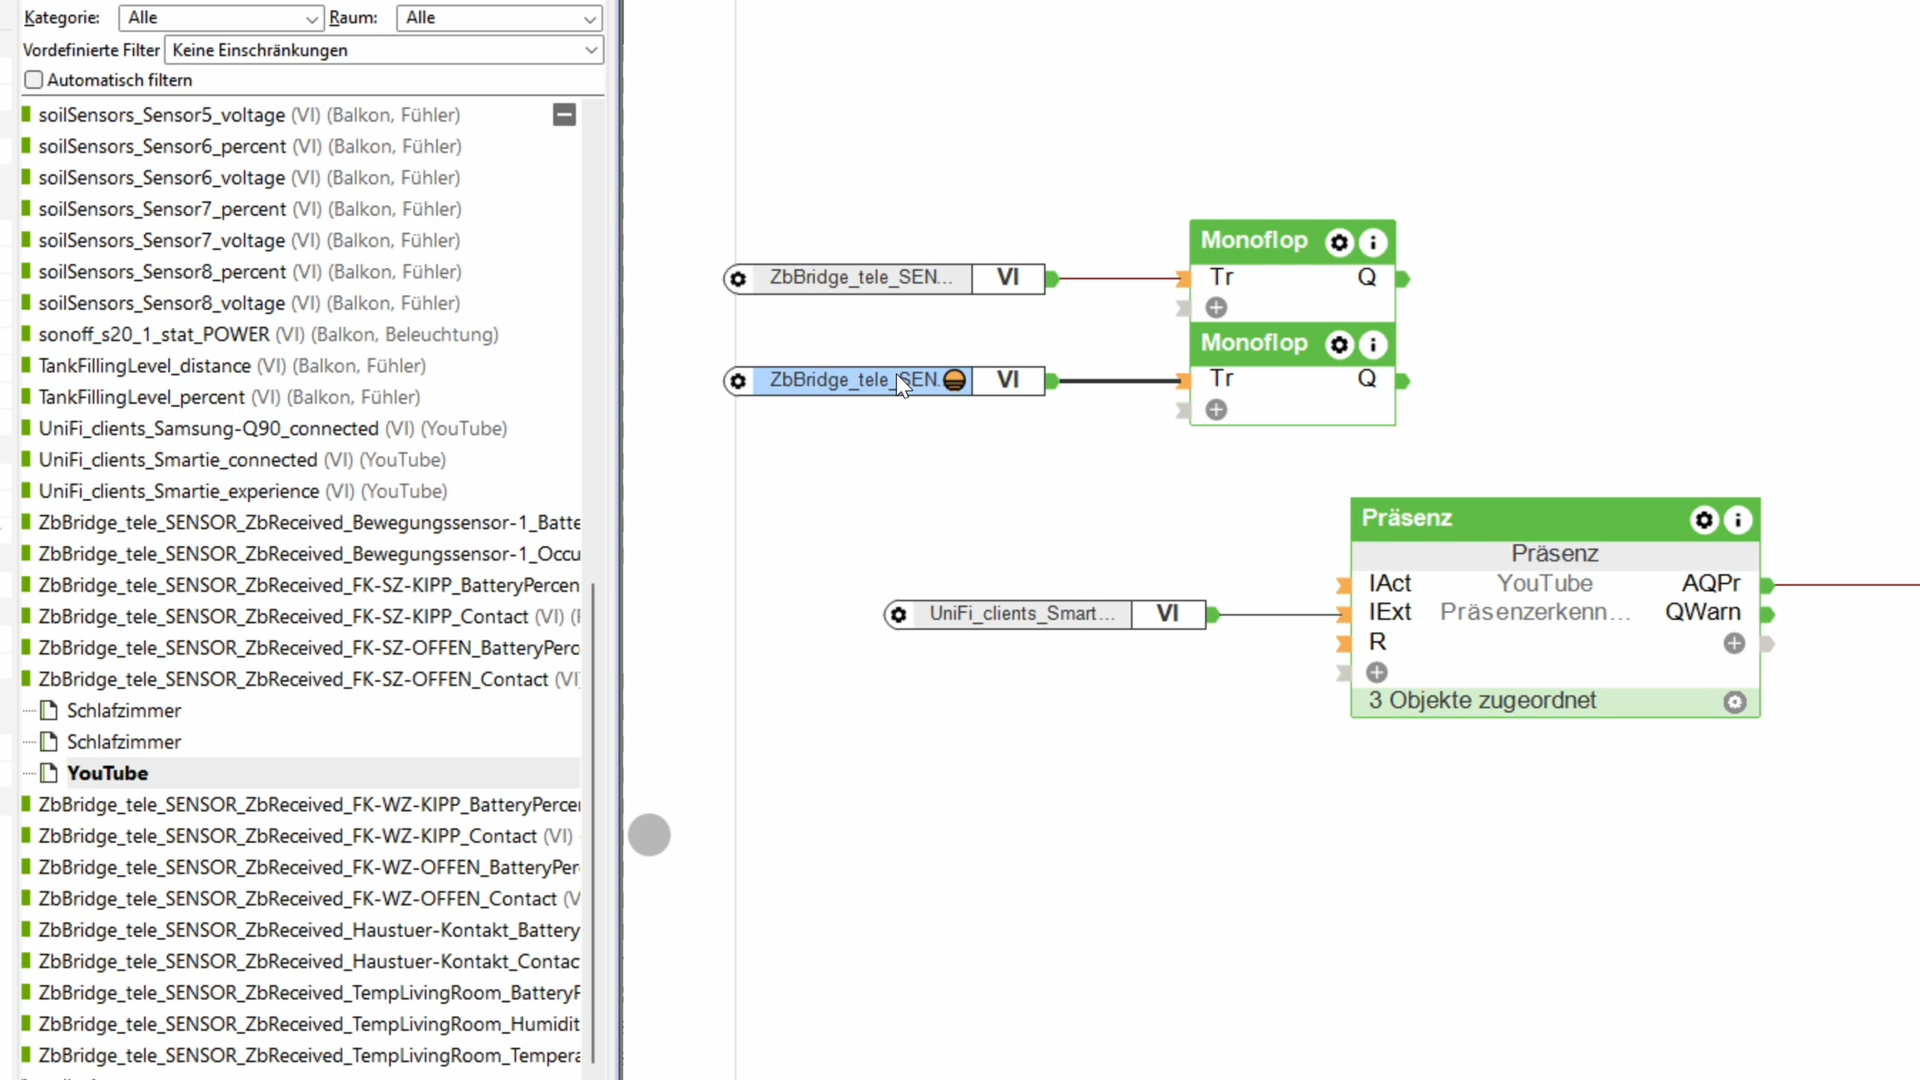 Kategorie: Alle Raum: Alle
Vordefinierte Filter Keine Einschränkungen
Automatisch filtern
soilSensors_Sensor5_voltage (VI) (Balkon, Fühler)
soilSensors_Sensor6_percent (VI) (Balkon, Fühler)
soilSensors_Sensor6_voltage (VI) (Balkon, Fühler)
soilSensors_Sensor7_percent (VI) (Balkon, Fühler)
soilSensors_Sensor7_voltage (VI) (Balkon, Fühler)
soilSensors_Sensor8_percent (VI) (Balkon, Fühler)
soilSensors_Sensor8_voltage (VI) (Balkon, Fühler)
sonoff_s20_1_stat_POWER (VI) (Balkon, Beleuchtung)
TankFillingLevel_distance (VI) (Balkon, Fühler)
TankFillingLevel_percent (VI) (Balkon, Fühler)
UniFi_clients_Samsung-Q90_connected (VI) (YouTube)
UniFi_clients_Smartie_connected (VI) (YouTube)
UniFi_clients_Smartie_experience (VI) (YouTube)
ZbBridge_tele_SENSOR_ZbReceived_Bewegungssensor-1_Batte
ZbBridge_tele_SENSOR_ZbReceived_Bewegungssensor-1_Occu
ZbBridge_tele_SENSOR_ZbReceived_FK-SZ-KIPP_BatteryPercen
ZbBridge_tele_SENSOR_ZbReceived_FK-SZ-KIPP_Contact (VI) (
ZbBridge_tele_SENSOR_ZbReceived_FK-SZ-OFFEN_BatteryPerc
ZbBridge_tele_SENSOR_ZbReceived_FK-SZ-OFFEN_Contact (VI
Schlafzimmer
Schlafzimmer
YouTube
ZbBridge_tele_SENSOR_ZbReceived_FK-WZ-KIPP_BatteryPerce
ZbBridge_tele_SENSOR_ZbReceived_FK-WZ-KIPP_Contact (VI)
ZbBridge_tele_SENSOR_ZbReceived_FK-WZ-OFFEN_BatteryPer
ZbBridge_tele_SENSOR_ZbReceived_FK-WZ-OFFEN_Contact (V
ZbBridge_tele_SENSOR_ZbReceived_Haustuer-Kontakt_Battery
ZbBridge_tele_SENSOR_ZbReceived_Haustuer-Kontakt_Contac
ZbBridge_tele_SENSOR_ZbReceived_TempLivingRoom_Battery
ZbBridge_tele_SENSOR_ZbReceived_TempLivingRoom_Humidit
ZbBridge_tele_SENSOR_ZbReceived_TempLivingRoom_Tempera
Monoflop
ZbBridge_tele_SEN... VI
Tr Q
Monoflop
ZbBridge_tele_SEN. VI
Tr Q
Präsenz
Präsenz
IAct YouTube AQPr
UniFi_clients_Smart... VI
IExt Präsenzerkenn... QWarn
R
3 Objekte zugeordnet